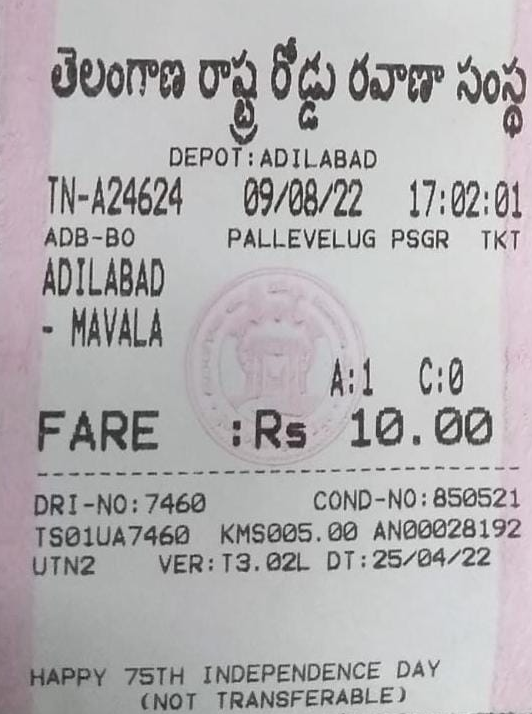 తెలంగాణ రాష్ట్ర రోడ్డు రవాణా సంస్థ
DEPOT:ADILABAD
TN-A24624 09/08/22 17:02:01
ADB-BO PALLEVELUG PSGR TKT
ADILABAD
- MAVALA
A:1 C:0
FARE :Rs 10.00
DRI-NO:7460 COND-NO:850521
TS01UA7460 KMS005.00 AN00028192
UTN2 VER:T3.02L DT:25/04/22
HAPPY 75TH INDEPENDENCE DAY
(NOT TRANSFERABLE)